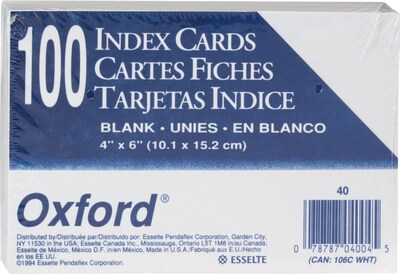 100 INDEX CARDS
CARTES FICHES
TARJETAS INDICE
BLANK • UNIES • EN BLANCO
4" x 6" (10.1 x 15.2 cm)
Oxford®
40
Distributed by/Distribuée par/Distribuido por: Esselte Pendaflex Corporation, Garden City,
NY 11530 in the USA; Esselte Canada Inc., Mississauga, Ontario L5T 1M8 in/au Canada;
Esselte de México, México D.F. in/en México. Made in U.S.A./Fabriqué aux É.-U./Hecho en
los EE.UU.
©1994 Esselte Pendaflex Corporation
ESSELTE
0 78787 04004 5
(CAN: 106C WHT)